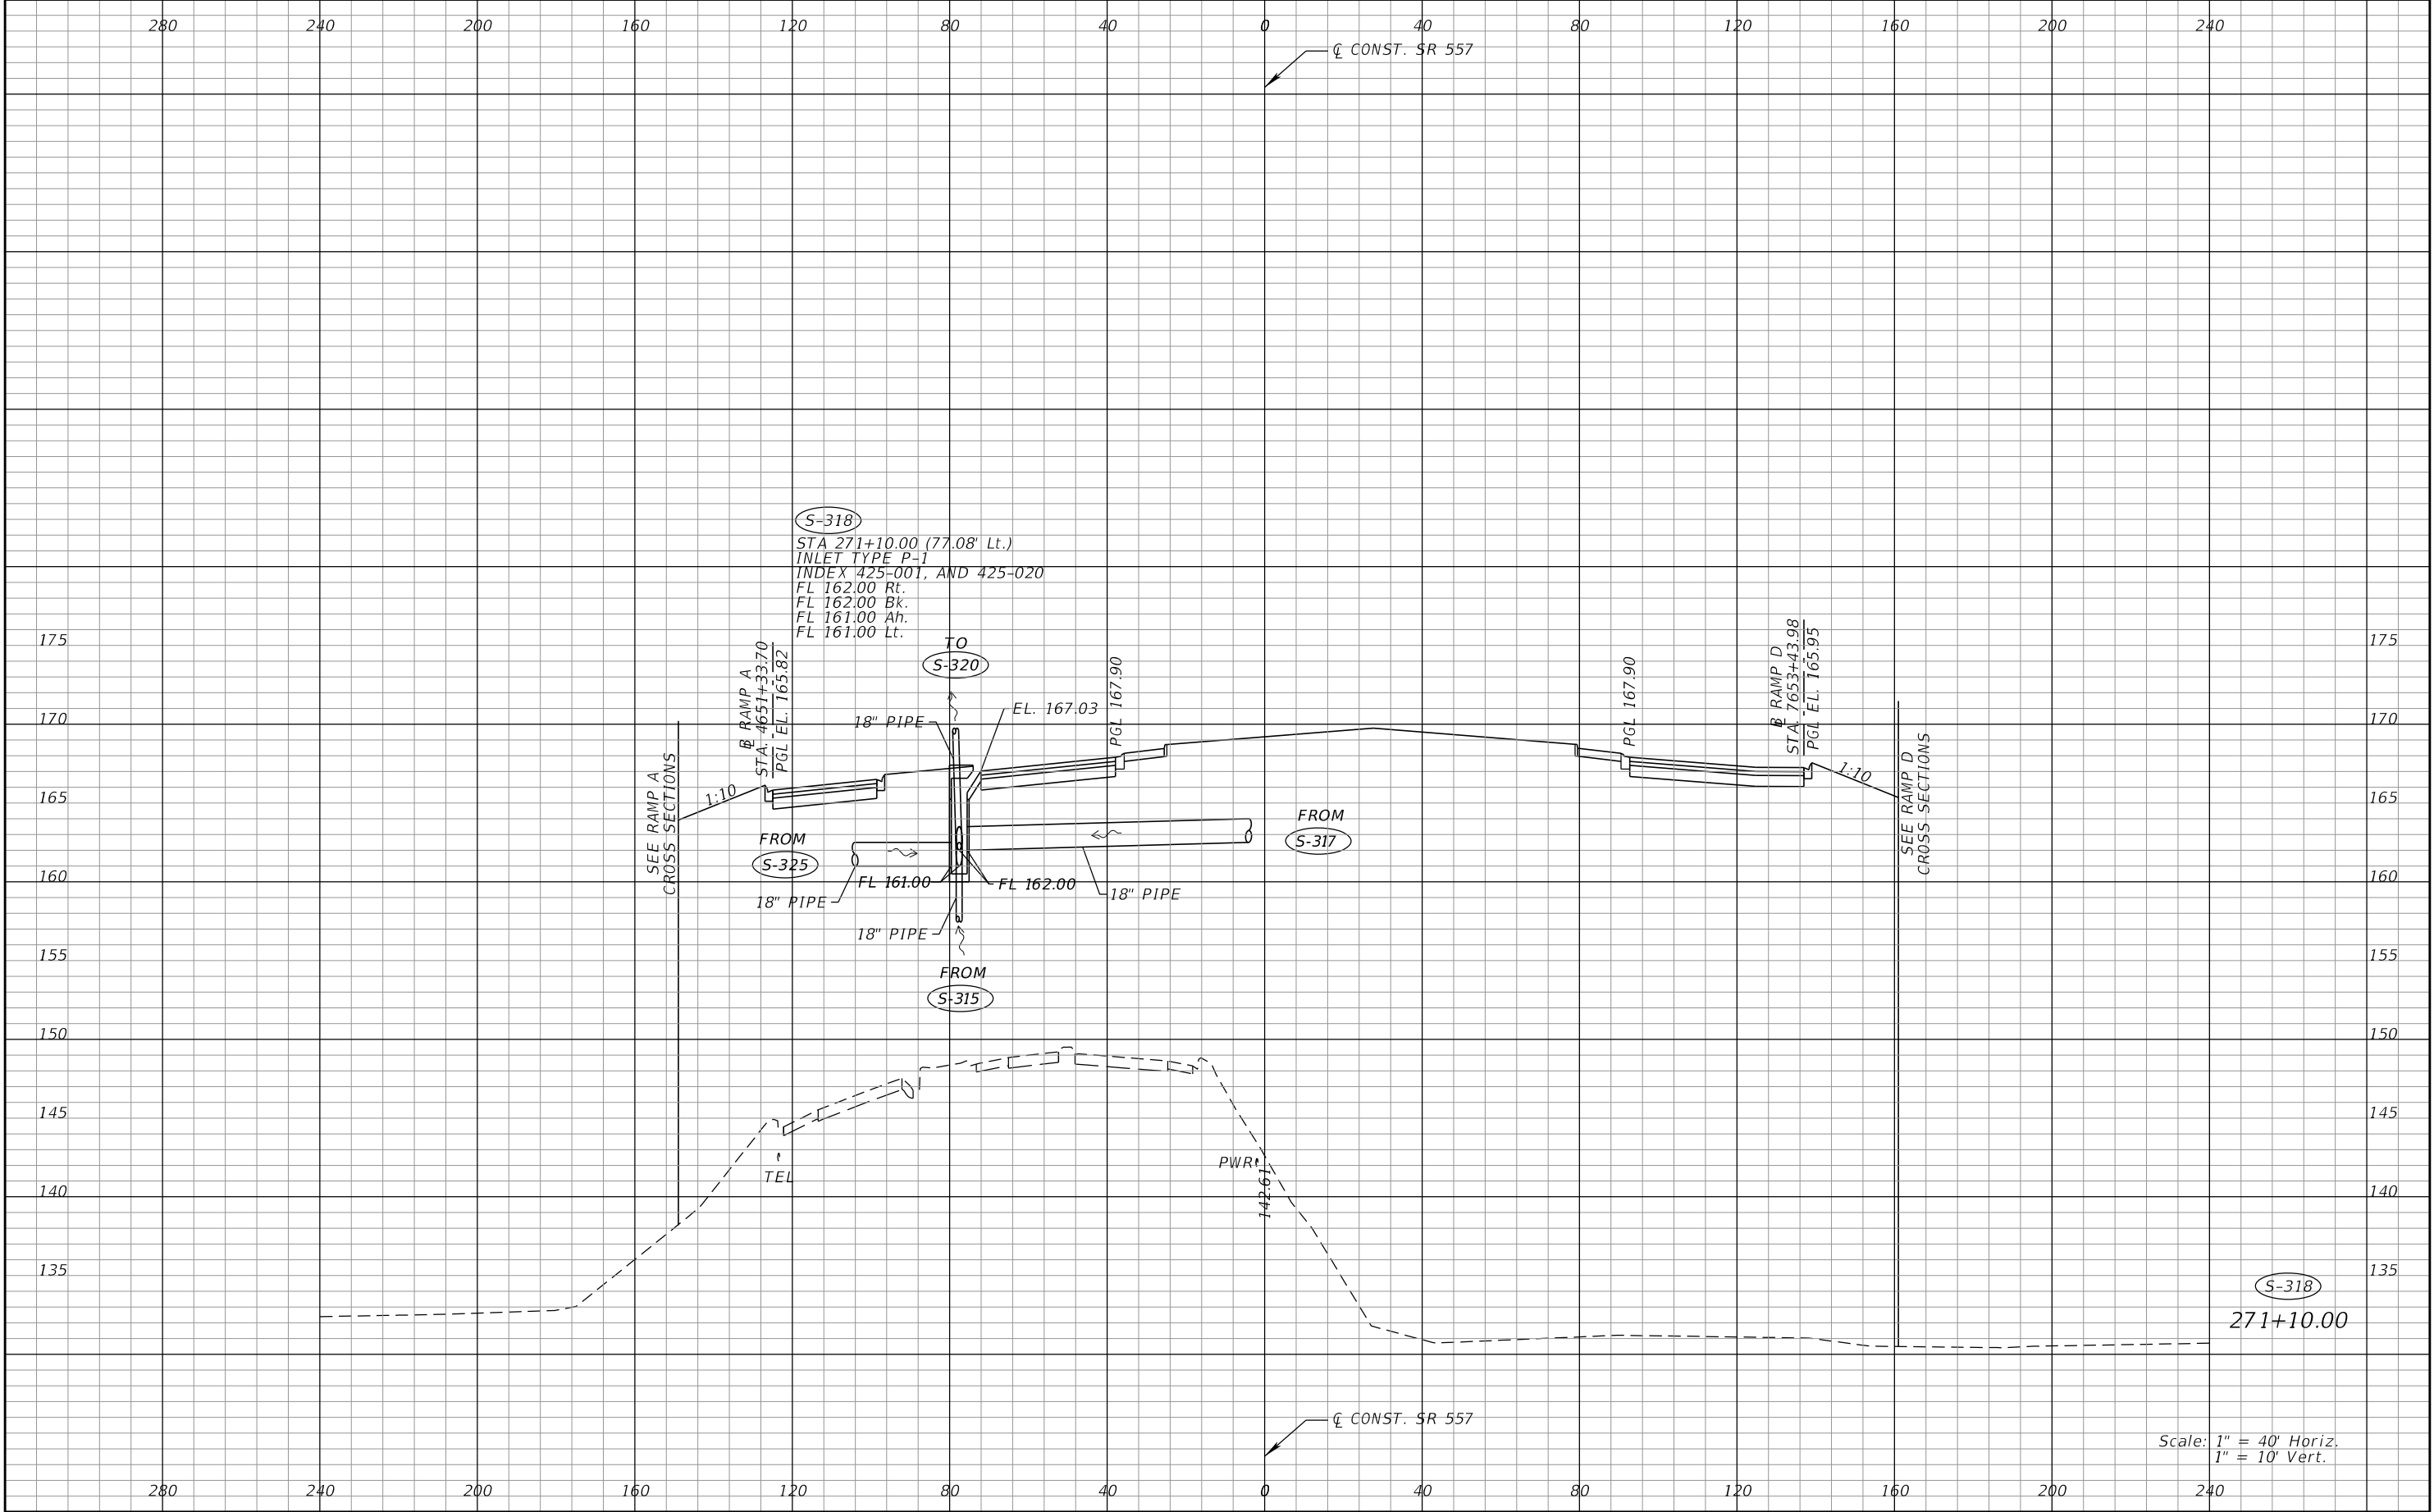 280 240 200 160 120 80 40 0 40 80 120 160 200 240
℄ CONST. SR 557
S-318
STA 271+10.00 (77.08' Lt.)
INLET TYPE P-1
INDEX 425-001, AND 425-020
FL 162.00 Rt.
FL 162.00 Bk.
FL 161.00 Ah.
FL 161.00 Lt.
175 175
170 170
165 165
160 160
155 155
150 150
145 145
140 140
135 135
SEE RAMP A
CROSS SECTIONS
1:10
B RAMP A
STA. 4651+33.70
PGL EL. 165.82
TO
S-320
18" PIPE
EL. 167.03
PGL 167.90
PGL 167.90
B RAMP D
STA. 7653+43.98
PGL EL. 165.95
1:10
SEE RAMP D
CROSS SECTIONS
FROM
S-325
18" PIPE
FL 161.00
FL 162.00
18" PIPE
FROM
S-317
18" PIPE
FROM
S-315
TEL
PWR
142.61
S-318
271+10.00
℄ CONST. SR 557
Scale: 1" = 40' Horiz.
1" = 10' Vert.
280 240 200 160 120 80 40 0 40 80 120 160 200 240